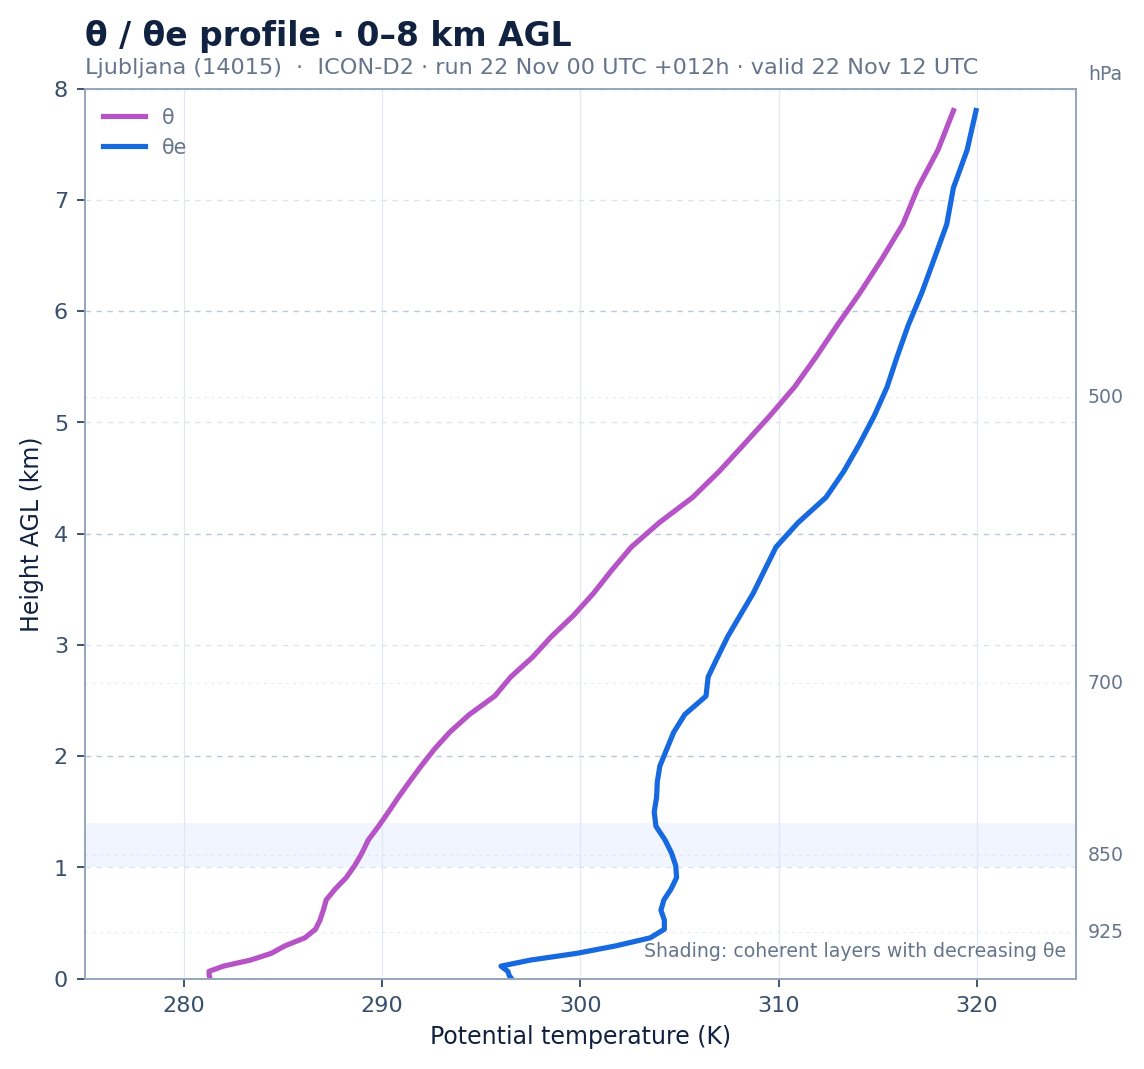 θ / θe profile · 0–8 km AGL
Ljubljana (14015)  ·  ICON-D2 · run 22 Nov 00 UTC +012h · valid 22 Nov 12 UTC
hPa
8
7
6
5
4
3
2
1
0
θ
θe
500
700
850
925
Height AGL (km)
Shading: coherent layers with decreasing θe
280
290
300
310
320
Potential temperature (K)